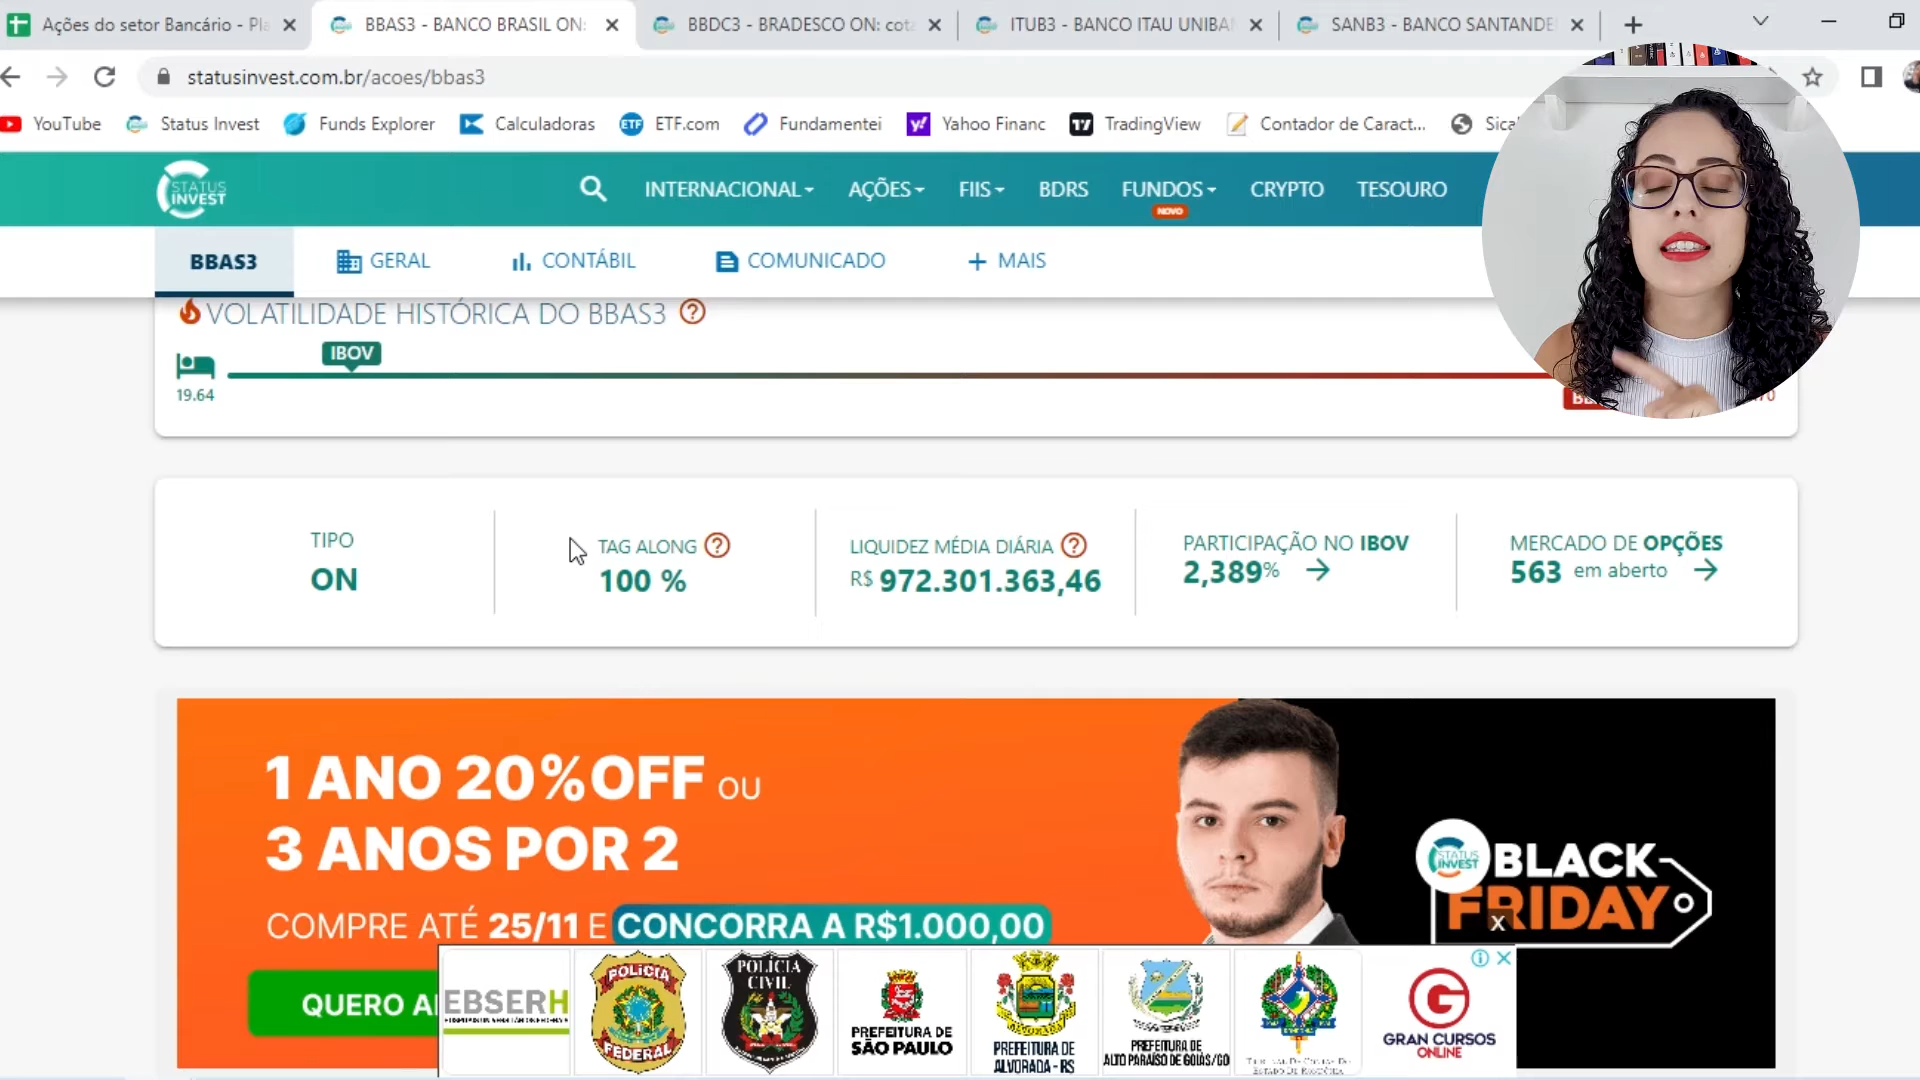 Ações do setor Bancário - Pla
BBAS3 - BANCO BRASIL ON:
BBDC3 - BRADESCO ON: cota
ITUB3 - BANCO ITAU UNIBA
SANB3 - BANCO SANTANDE
statusinvest.com.br/acoes/bbas3
YouTube
Status Invest
Funds Explorer
Calculadoras
ETF
ETF.com
Fundamentei
Yahoo Financ
TradingView
Contador de Caract...
STATUS
INVEST
INTERNACIONAL
AÇÕES
FIIS
BDRS
FUNDOS
NOVO
CRYPTO
TESOURO
BBAS3
GERAL
CONTÁBIL
COMUNICADO
MAIS
VOLATILIDADE HISTÓRICA DO BBAS3
IBOV
19.64
TIPO
ON
TAG ALONG
100 %
LIQUIDEZ MÉDIA DIÁRIA
R$ 972.301.363,46
PARTICIPAÇÃO NO IBOV
2,389%
MERCADO DE OPÇÕES
563 em aberto
1 ANO 20% OFF OU
3 ANOS POR 2
COMPRE ATÉ 25/11 E CONCORRA A R$1.000,00
QUERO
STATUS
INVEST
BLACK
FRIDAY
X
EBSERH
POLÍCIA
FEDERAL
POLÍCIA
CIVIL
PREFEITURA DE
SÃO PAULO
PREFEITURA DE
ALVORADA - RS
PREFEITURA DE
ALTO PARAÍSO DE GOIÁS/GO
GRAN CURSOS
ONLINE